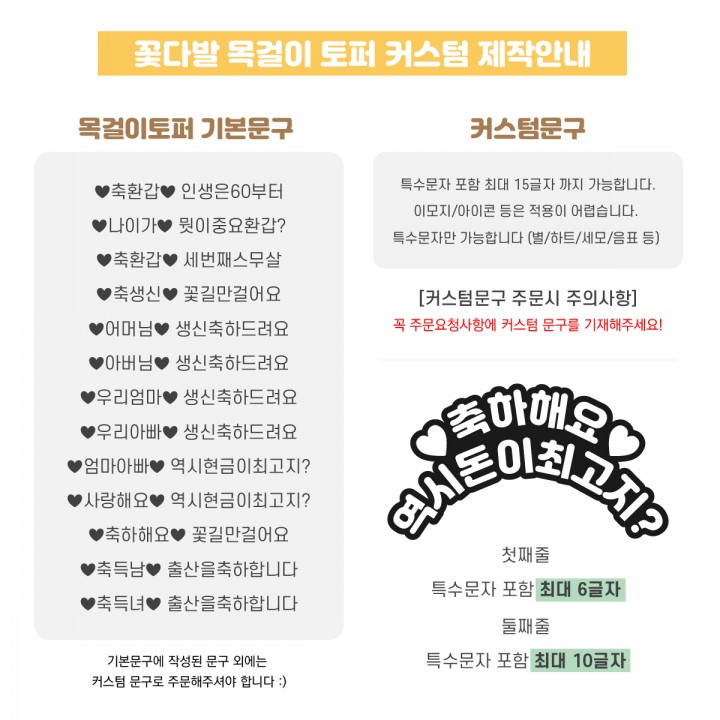 꽃다발 목걸이 토퍼 커스텀 제작안내
목걸이토퍼 기본문구
♥축환갑♥ 인생은60부터
♥나이가♥ 뭣이중요환갑?
♥축환갑♥ 세번째스무살
♥축생신♥ 꽃길만걸어요
♥어머님♥ 생신축하드려요
♥아버님♥ 생신축하드려요
♥우리엄마♥ 생신축하드려요
♥우리아빠♥ 생신축하드려요
♥엄마아빠♥ 역시현금이최고지?
♥사랑해요♥ 역시현금이최고지?
♥축하해요♥ 꽃길만걸어요
♥축득남♥ 출산을축하합니다
♥축득녀♥ 출산을축하합니다
기본문구에 작성된 문구 외에는
커스텀 문구로 주문해주셔야 합니다 :)
커스텀문구
특수문자 포함 최대 15글자 까지 가능합니다.
이모지/아이콘 등은 적용이 어렵습니다.
특수문자만 가능합니다 (별/하트/세모/음표 등)
[커스텀문구 주문시 주의사항]
꼭 주문요청사항에 커스텀 문구를 기재해주세요!
♥축하해요♥
역시돈이최고지?
첫째줄
특수문자 포함 최대 6글자
둘째줄
특수문자 포함 최대 10글자